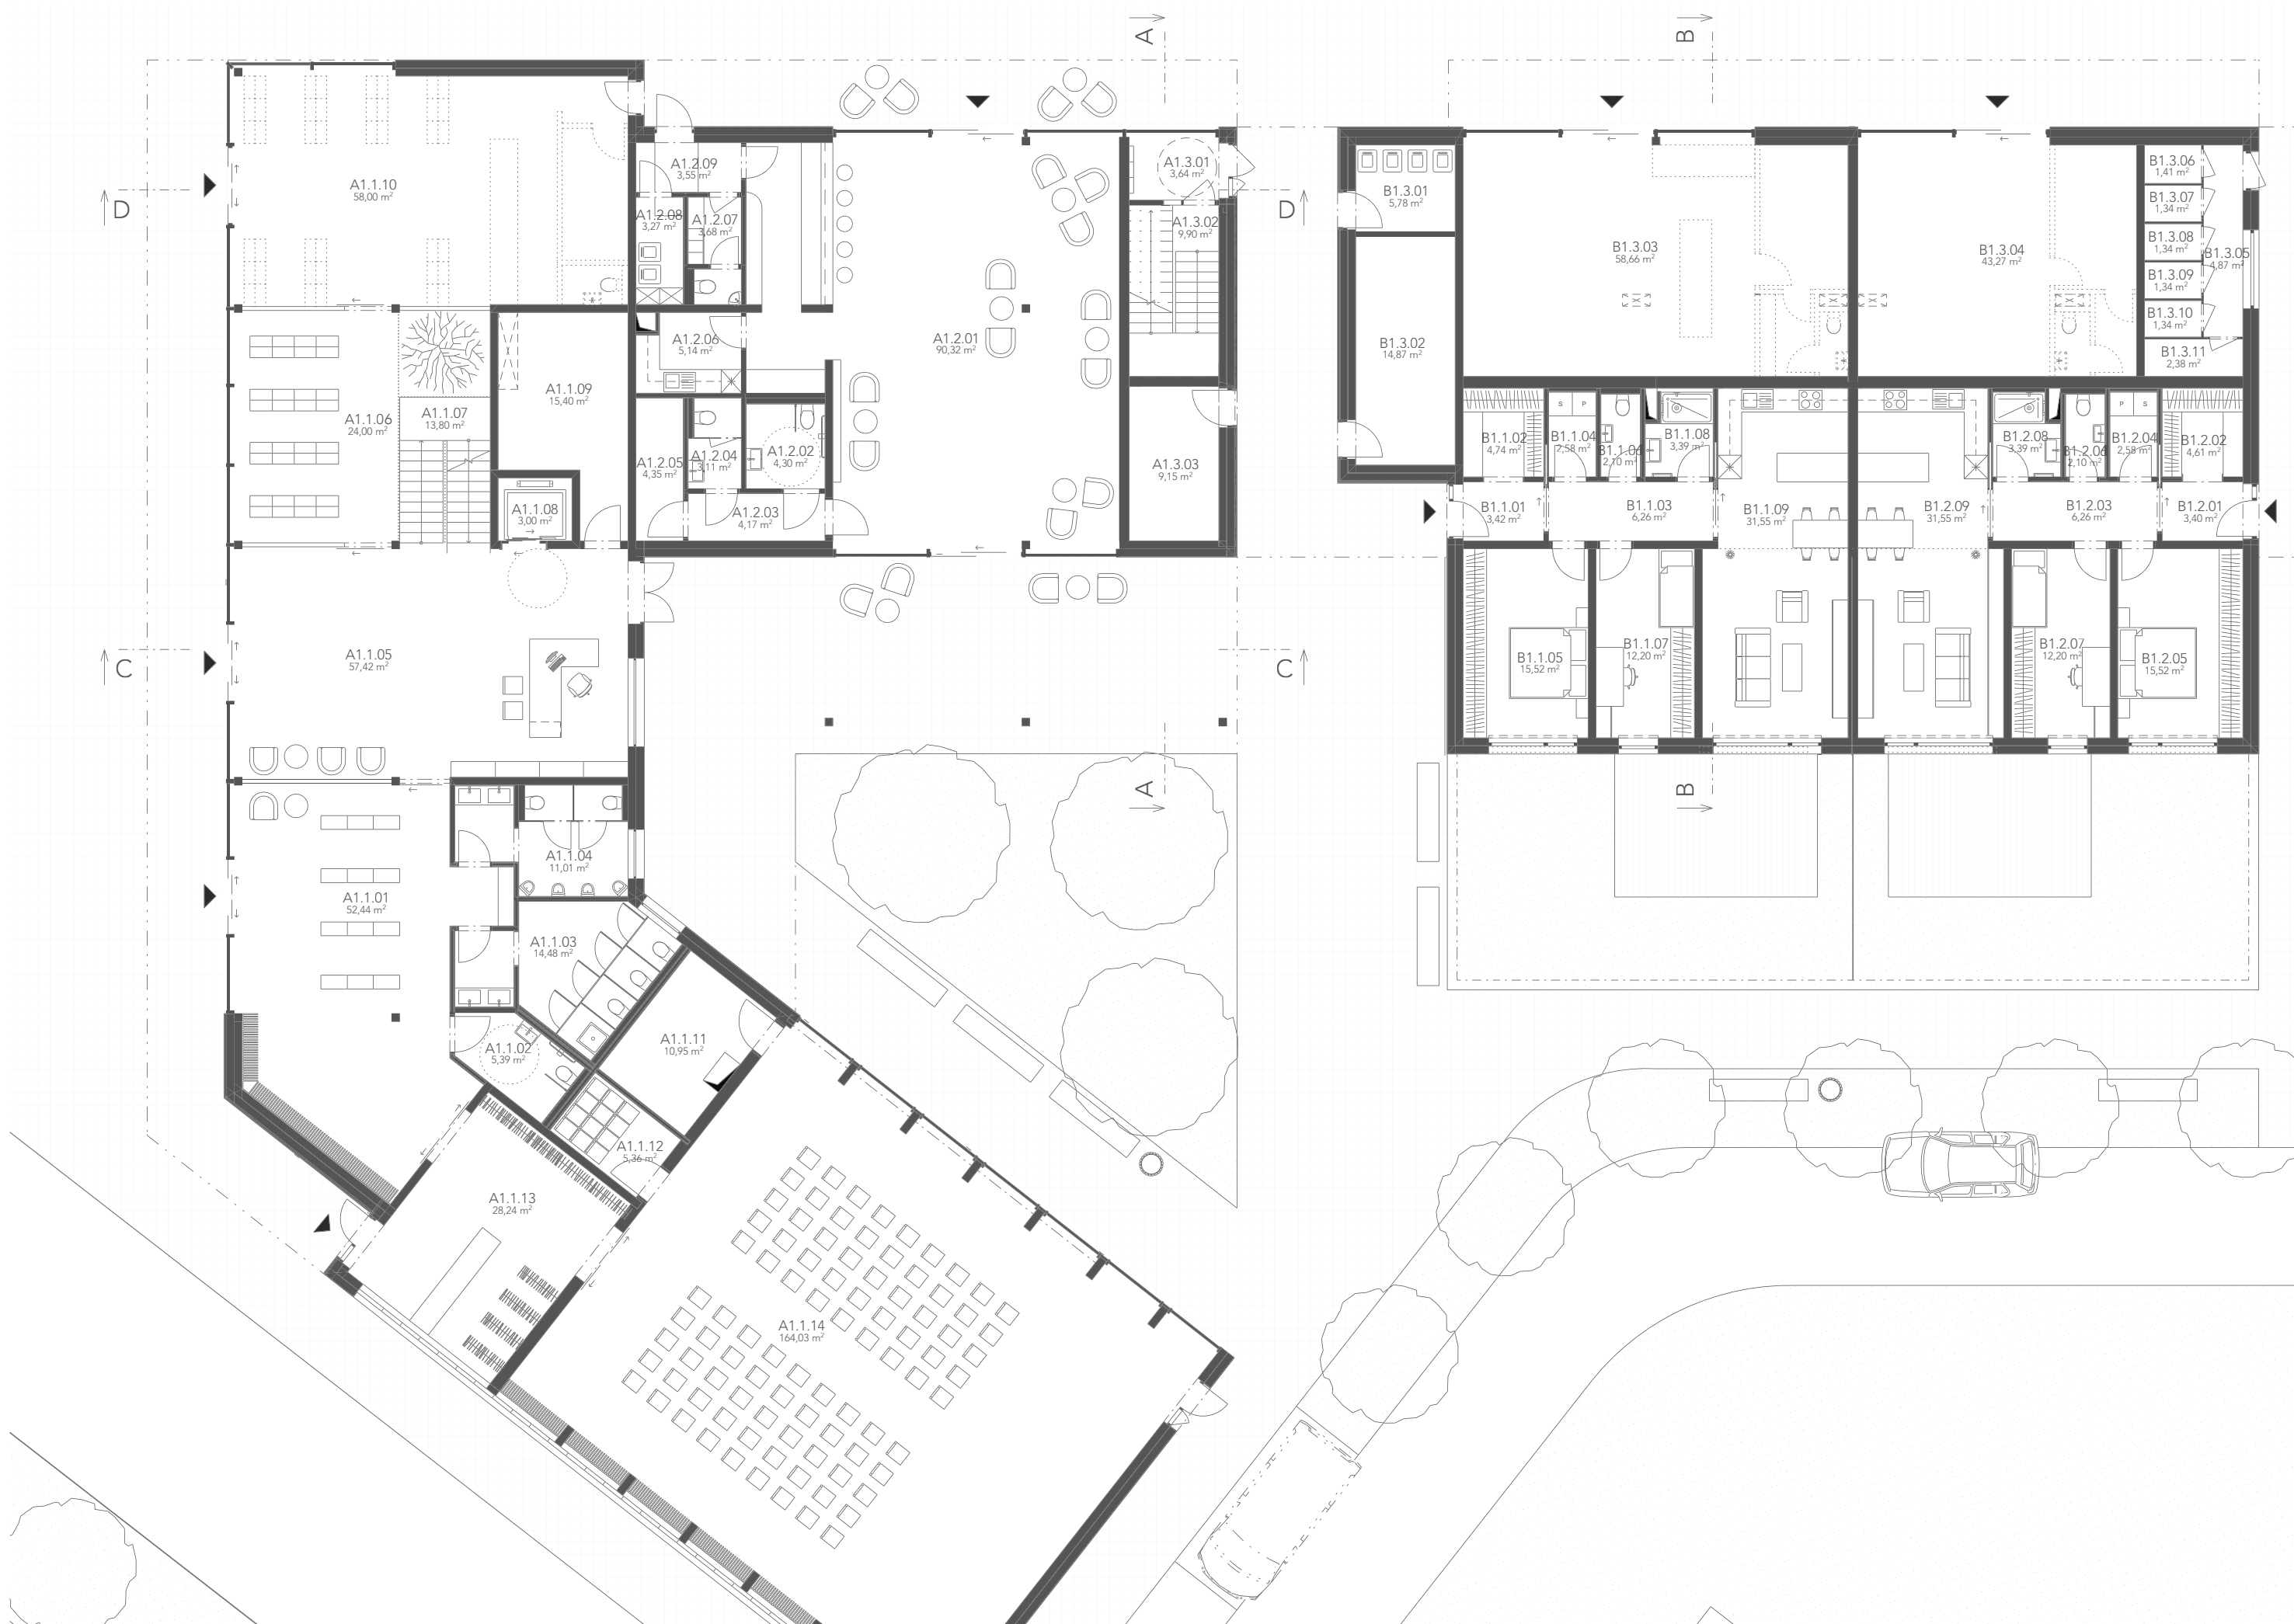 A
B
A1.1.10
58,00 m²
D
A1.2.09
3,55 m²
A1.2.08
3,27 m²
A1.2.07
3,68 m²
A1.3.01
3,64 m²
A1.3.02
9,90 m²
D
B1.3.01
5,78 m²
B1.3.03
58,66 m²
B1.3.04
43,27 m²
B1.3.06
1,41 m²
B1.3.07
1,34 m²
B1.3.08
1,34 m²
B1.3.05
4,87 m²
B1.3.09
1,34 m²
B1.3.10
1,34 m²
B1.3.11
2,38 m²
A1.2.06
5,14 m²
A1.2.01
90,32 m²
B1.3.02
14,87 m²
A1.1.09
15,40 m²
A1.1.06
24,00 m²
A1.1.07
13,80 m²
A1.2.05
4,35 m²
A1.2.04
3,11 m²
A1.2.02
4,30 m²
A1.3.03
9,15 m²
A1.1.08
3,00 m²
A1.2.03
4,17 m²
S P
P S
B1.1.02
4,74 m²
B1.1.04
2,58 m²
B1.1.06
2,10 m²
B1.1.08
3,39 m²
B1.2.08
3,39 m²
B1.2.06
2,10 m²
B1.2.04
2,58 m²
B1.2.02
4,61 m²
B1.1.01
3,42 m²
B1.1.03
6,26 m²
B1.1.09
31,55 m²
B1.2.09
31,55 m²
B1.2.03
6,26 m²
B1.2.01
3,40 m²
C
A1.1.05
57,42 m²
C
B1.1.05
15,52 m²
B1.1.07
12,20 m²
B1.2.07
12,20 m²
B1.2.05
15,52 m²
A
B
A1.1.04
11,01 m²
A1.1.01
52,44 m²
A1.1.03
14,48 m²
A1.1.02
5,39 m²
A1.1.11
10,95 m²
A1.1.12
5,36 m²
A1.1.13
28,24 m²
A1.1.14
164,03 m²